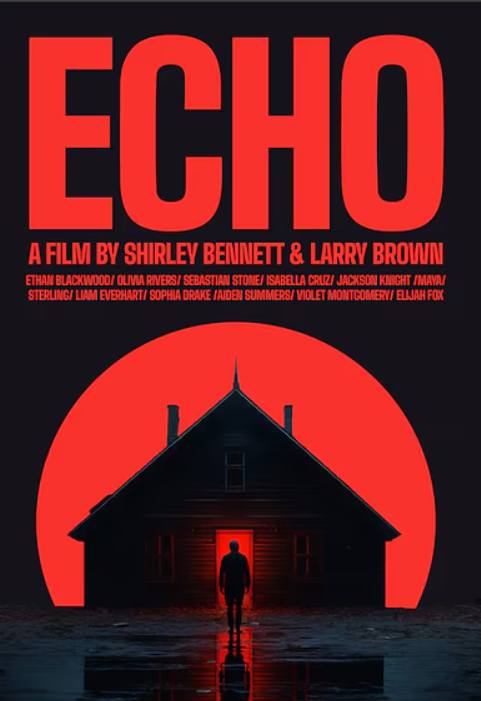 ECHO
A FILM BY SHIRLEY BENNETT & LARRY BROWN
ETHAN BLACKWOOD/ OLIVIA RIVERS/ SEBASTIAN STONE/ ISABELLA CRUZ/ JACKSON KNIGHT /MAYA/
STERLING/ LIAM EVERHART/ SOPHIA DRAKE /AIDEN SUMMERS/ VIOLET MONTGOMERY/ ELIJAH FOX